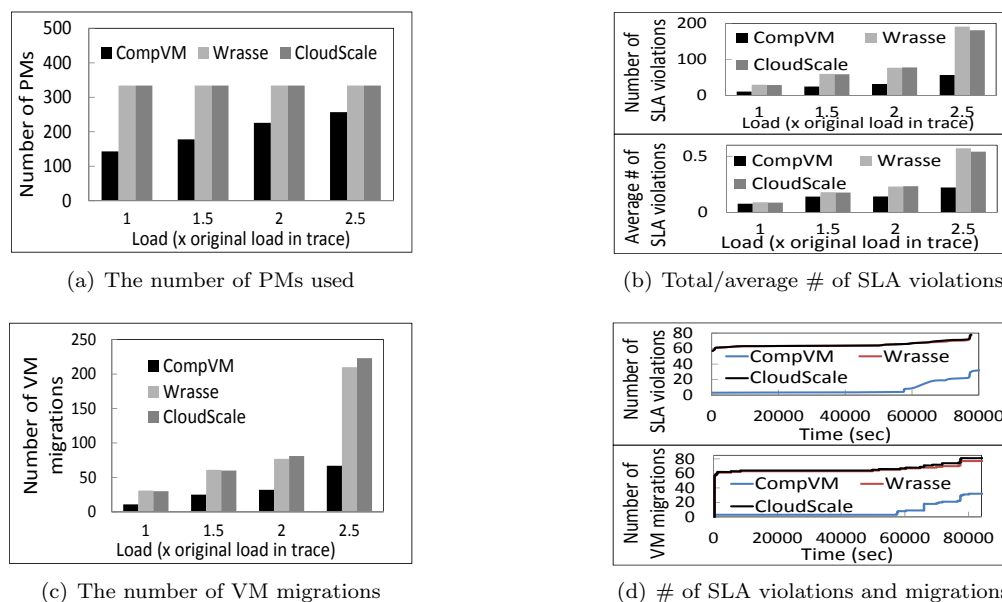 500
400
300
200
100
0
Number of PMs
CompVM Wrasse CloudScale
1 1.5 2 2.5
Load (x original load in trace)
(a) The number of PMs used
200
100
0
Number of
SLA violations
CompVM Wrasse
CloudScale
1 1.5 2 2.5
Load (x original load in trace)
0.5
0
Average # of
SLA violations
CompVM Wrasse
CloudScale
1 1.5 2 2.5
Load (x original load in trace)
(b) Total/average # of SLA violations
250
200
150
100
50
0
Number of VM
migrations
CompVM
Wrasse
CloudScale
1 1.5 2 2.5
Load (x original load in trace)
(c) The number of VM migrations
80
60
40
20
0
Number of
SLA violations
CompVM Wrasse
CloudScale
0 20000 40000 60000 80000
Time (sec)
80
60
40
20
0
Number of
VM migrations
CompVM Wrasse
CloudScale
0 20000 40000 60000 80000
Time (sec)
(d) # of SLA violations and migrations